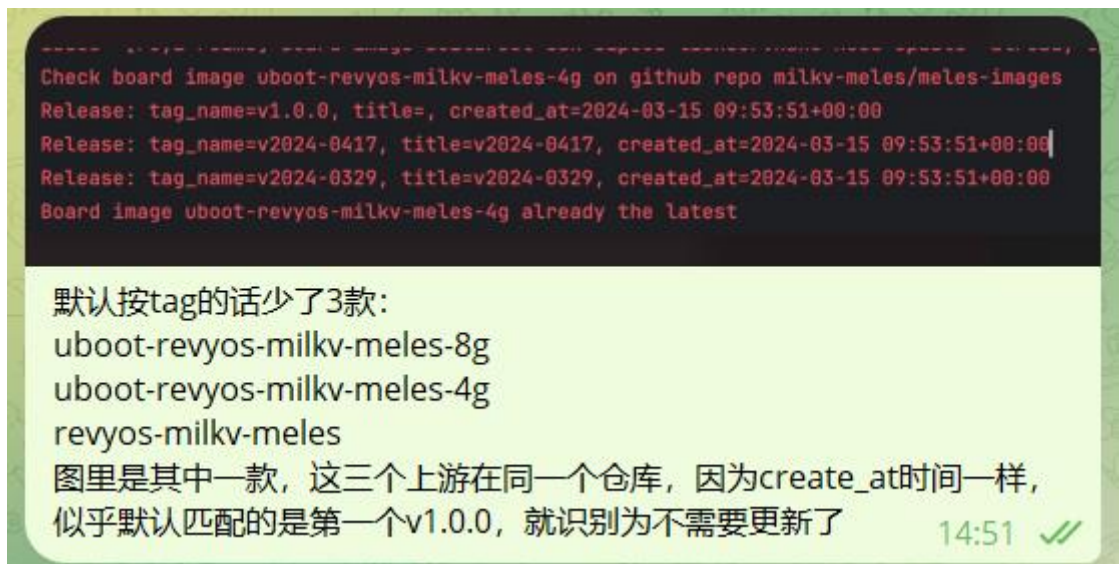 Check board image uboot-revyos-milkv-meles-4g on github repo milkv-meles/meles-images
Release: tag_name=v1.0.0, title=, created_at=2024-03-15 09:53:51+00:00
Release: tag_name=v2024-0417, title=v2024-0417, created_at=2024-03-15 09:53:51+00:00
Release: tag_name=v2024-0329, title=v2024-0329, created_at=2024-03-15 09:53:51+00:00
Board image uboot-revyos-milkv-meles-4g already the latest
默认按tag的话少了3款：
uboot-revyos-milkv-meles-8g
uboot-revyos-milkv-meles-4g
revyos-milkv-meles
图里是其中一款，这三个上游在同一个仓库，因为create_at时间一样，
似乎默认匹配的是第一个v1.0.0，就识别为不需要更新了
14:51